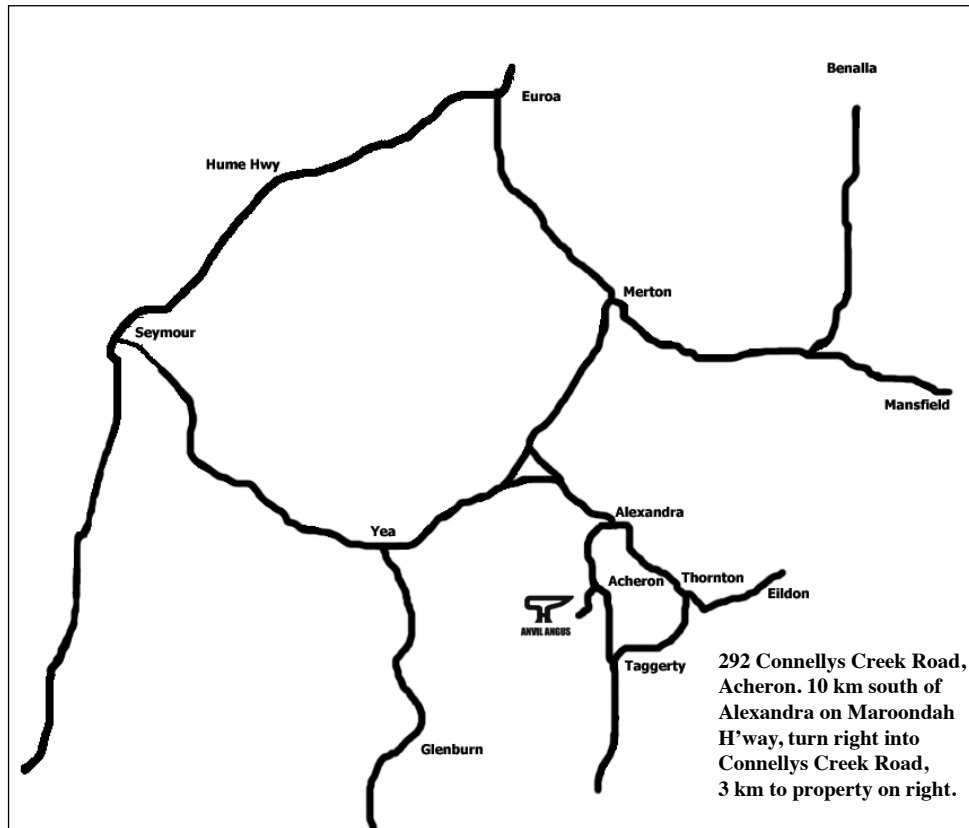 Benalla
Euroa
Hume Hwy
Merton
Seymour
Mansfield
Alexandra
Yea
Acheron
Thornton
Eildon
ANVIL ANGUS
Taggerty
Glenburn
292 Connellys Creek Road,
Acheron. 10 km south of
Alexandra on Maroondah
H’way, turn right into
Connellys Creek Road,
3 km to property on right.